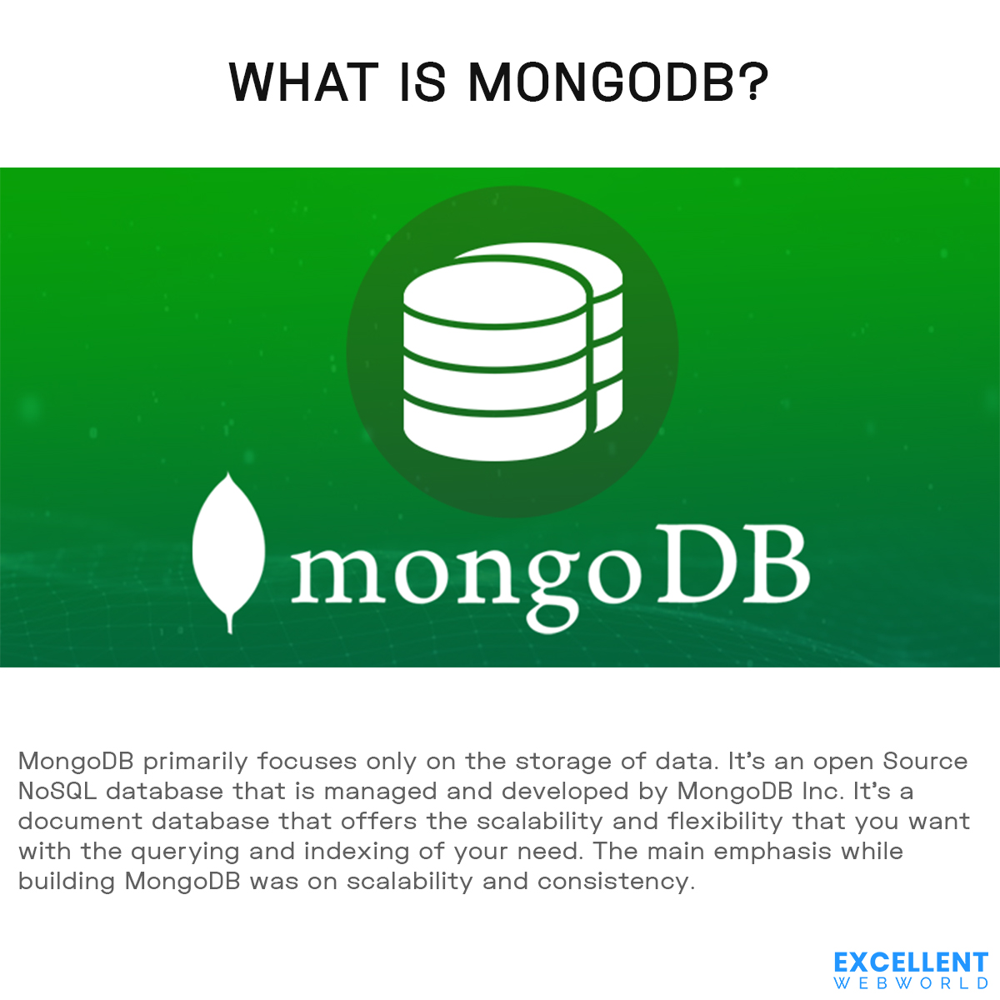 WHAT IS MONGODB?
mongoDB
MongoDB primarily focuses only on the storage of data. It's an open Source
NoSQL database that is managed and developed by MongoDB Inc. It's a
document database that offers the scalability and flexibility that you want
with the querying and indexing of your need. The main emphasis while
building MongoDB was on scalability and consistency.
EXCELLENT
WEBWORLD